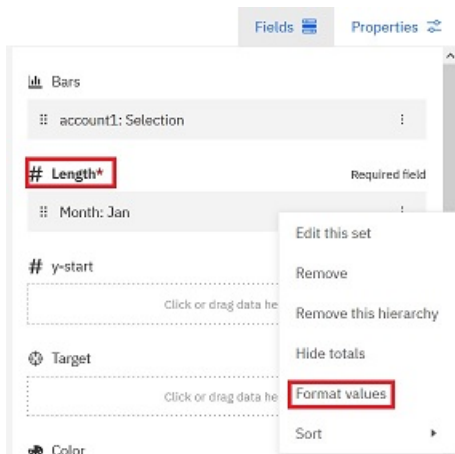 Fields Properties
Bars
account1: Selection
# Length* Required field
Month: Jan
Edit this set
# y-start
Remove
Click or drag data he
Remove this hierarchy
Target
Hide totals
Click or drag data he
Format values
Color
Sort